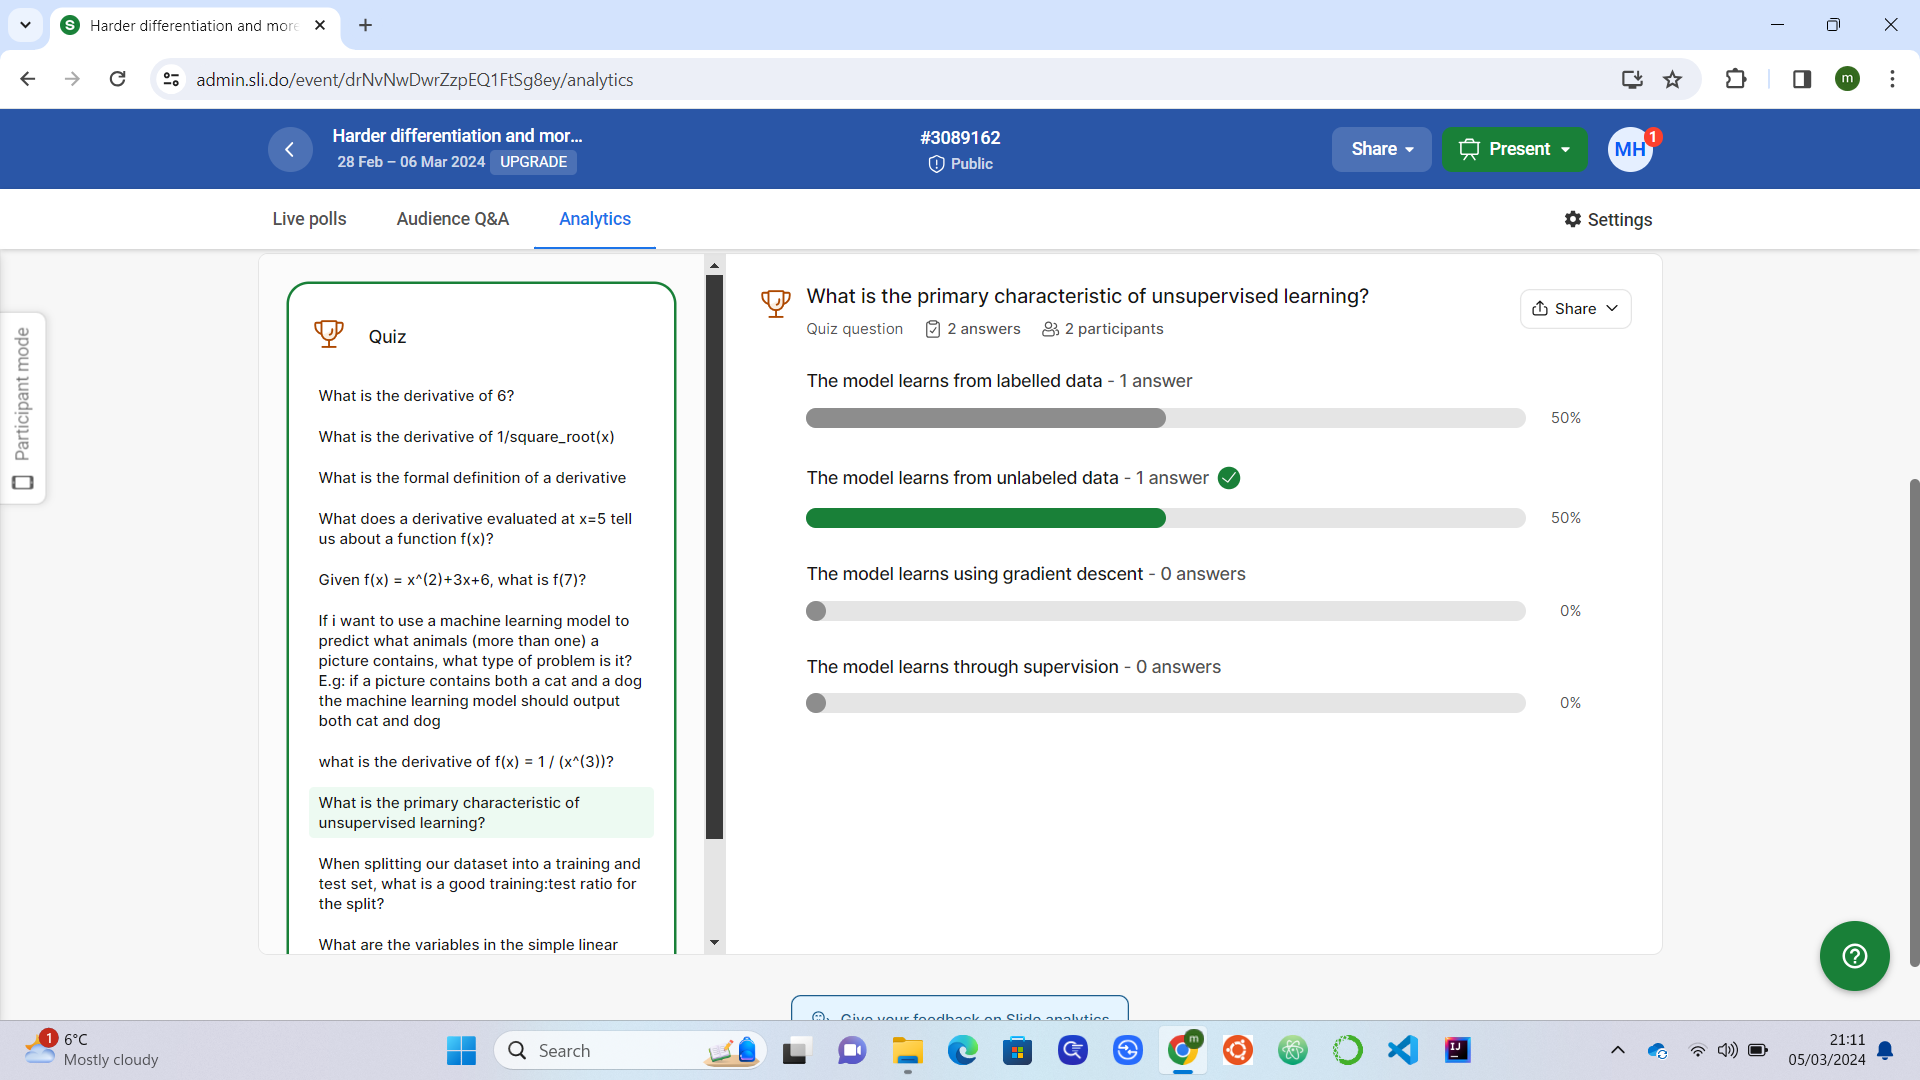 Harder differentiation and more
admin.sli.do/event/drNvNwDwrZzpEQ1FtSg8ey/analytics
m
Harder differentiation and mor...
28 Feb – 06 Mar 2024 UPGRADE
#3089162
Public
Share
Present
MH
1
Live polls
Audience Q&A
Analytics
Settings
Participant mode
Quiz
What is the derivative of 6?
What is the derivative of 1/square_root(x)
What is the formal definition of a derivative
What does a derivative evaluated at x=5 tell
us about a function f(x)?
Given f(x) = x^(2)+3x+6, what is f(7)?
If i want to use a machine learning model to
predict what animals (more than one) a
picture contains, what type of problem is it?
E.g: if a picture contains both a cat and a dog
the machine learning model should output
both cat and dog
what is the derivative of f(x) = 1 / (x^(3))?
What is the primary characteristic of
unsupervised learning?
When splitting our dataset into a training and
test set, what is a good training:test ratio for
the split?
What are the variables in the simple linear
What is the primary characteristic of unsupervised learning?
Quiz question 2 answers 2 participants
Share
The model learns from labelled data - 1 answer
50%
The model learns from unlabeled data - 1 answer
50%
The model learns using gradient descent - 0 answers
0%
The model learns through supervision - 0 answers
0%
Give your feedback on Slido analytics
1
6°C
Mostly cloudy
Search
m
IJ
21:11
05/03/2024